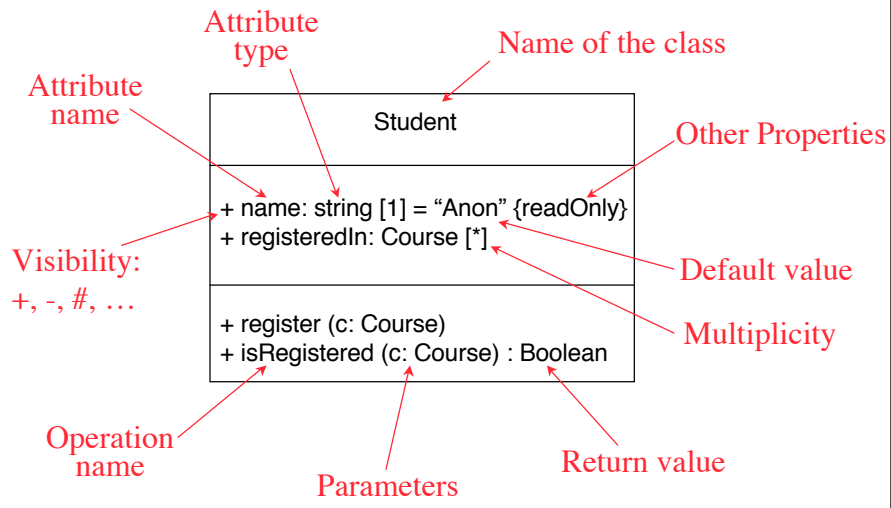 Attribute
type
Name of the class
Attribute
name
Student
Other Properties
+ name: string [1] = “Anon” {readOnly}
+ registeredIn: Course [*]
Visibility:
+, -, #, …
Default value
+ register (c: Course)
Multiplicity
+ isRegistered (c: Course) : Boolean
Operation
name
Parameters
Return value